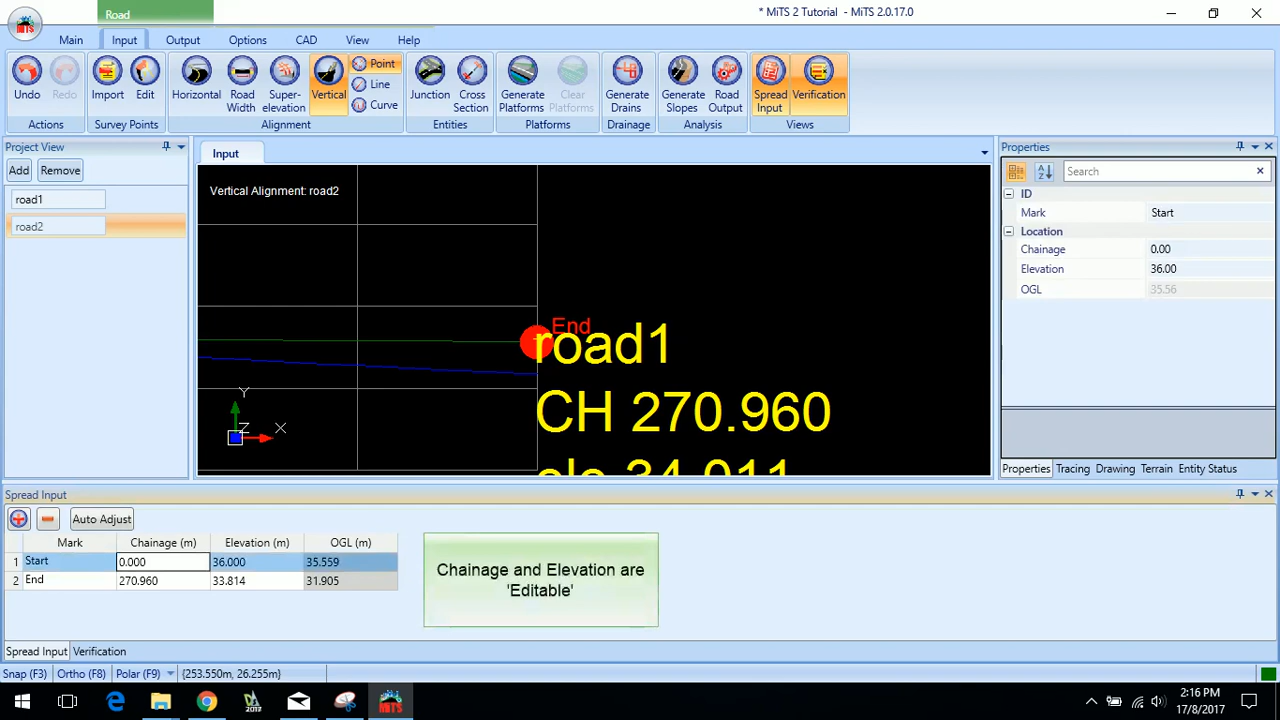 Road
* MiTS 2 Tutorial - MiTS 2.0.17.0
MiTS
Main Input Output Options CAD View Help
Undo Redo Import Edit Horizontal Road Width Super-elevation Vertical Point Line Curve Junction Cross Section Generate Platforms Clear Platforms Generate Drains Generate Slopes Road Output Spread Input Verification
Actions Survey Points Alignment Entities Platforms Drainage Analysis Views
Project View
Add Remove
road1
road2
Input
Vertical Alignment: road2
End
road1
CH 270.960
ele 34.011
Y
Z X
Properties
Search
ID
Mark Start
Location
Chainage 0.00
Elevation 36.00
OGL 35.56
Properties Tracing Drawing Terrain Entity Status
Spread Input
Auto Adjust
Mark Chainage (m) Elevation (m) OGL (m)
1 Start 0.000 36.000 35.559
2 End 270.960 33.814 31.905
Chainage and Elevation are
'Editable'
Spread Input Verification
Snap (F3) Ortho (F8) Polar (F9) {253.550m, 26.255m}
2:16 PM
17/8/2017